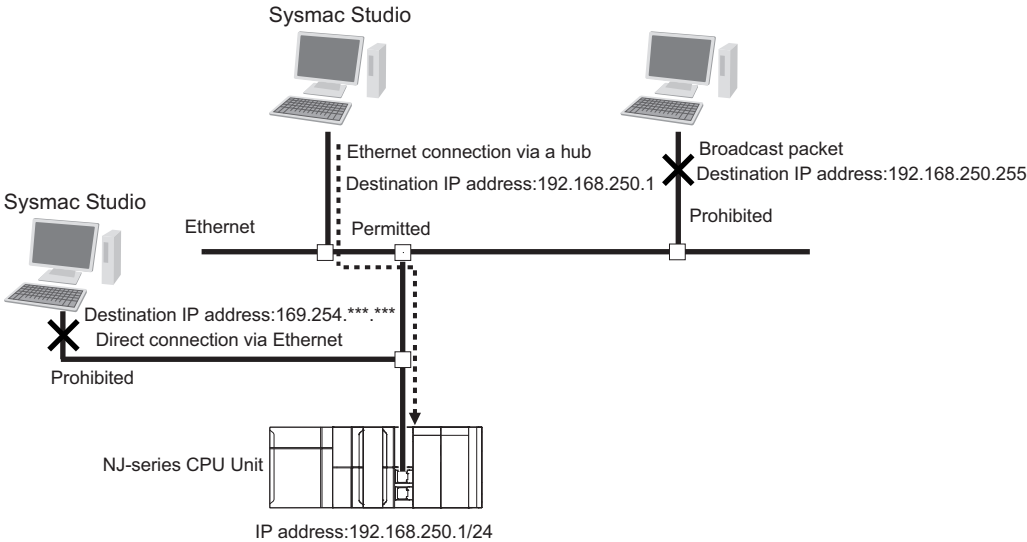 Sysmac Studio
Ethernet connection via a hub
Destination IP address:192.168.250.1
Broadcast packet
Destination IP address:192.168.250.255
Prohibited
Sysmac Studio
Ethernet
Permitted
Destination IP address:169.254.***.***
Direct connection via Ethernet
Prohibited
NJ-series CPU Unit
IP address:192.168.250.1/24